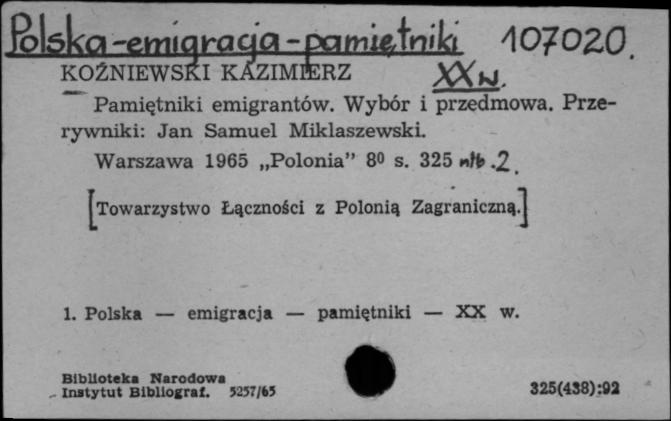 Polska-emigracja-pamiętniki 107020.
KOŹNIEWSKI KAZIMIERZ XX w.
Pamiętniki emigrantów. Wybór i przedmowa. Prze-
rywniki: Jan Samuel Miklaszewski.
Warszawa 1965 „Polonia” 8⁰ s. 325 nlb. 2.
[Towarzystwo Łączności z Polonią Zagraniczną.]
1. Polska — emigracja — pamiętniki — XX w.
Biblioteka Narodowa
Instytut Bibliograf. 5257/65 325(438):92